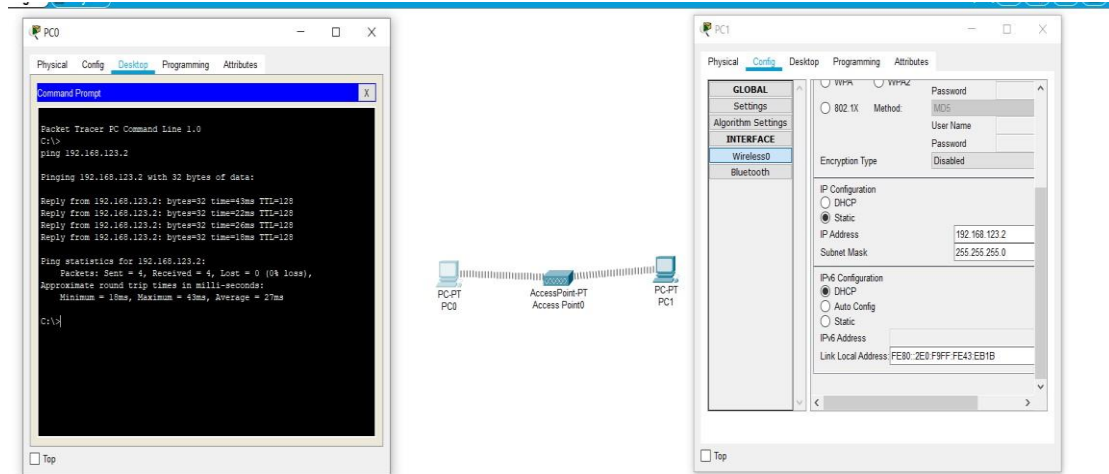 PC0
Physical Config Desktop Programming Attributes
Command Prompt X
Packet Tracer PC Command Line 1.0
C:\>
ping 192.168.123.2
Pinging 192.168.123.2 with 32 bytes of data:
Reply from 192.168.123.2: bytes=32 time=43ms TTL=128
Reply from 192.168.123.2: bytes=32 time=22ms TTL=128
Reply from 192.168.123.2: bytes=32 time=26ms TTL=128
Reply from 192.168.123.2: bytes=32 time=18ms TTL=128
Ping statistics for 192.168.123.2:
Packets: Sent = 4, Received = 4, Lost = 0 (0% loss),
Approximate round trip times in milli-seconds:
Minimum = 18ms, Maximum = 43ms, Average = 27ms
C:\>
Top
PC-PT
PC0
AccessPoint-PT
Access Point0
PC-PT
PC1
PC1
Physical Config Desktop Programming Attributes
GLOBAL
Settings
Algorithm Settings
INTERFACE
Wireless0
Bluetooth
WPA WPA2
Password
802.1X Method: MD5
User Name
Password
Encryption Type Disabled
IP Configuration
DHCP
Static
IP Address 192.168.123.2
Subnet Mask 255.255.255.0
IPv6 Configuration
DHCP
Auto Config
Static
IPv6 Address
Link Local Address: FE80::2E0:F9FF:FE43:EB1B
Top